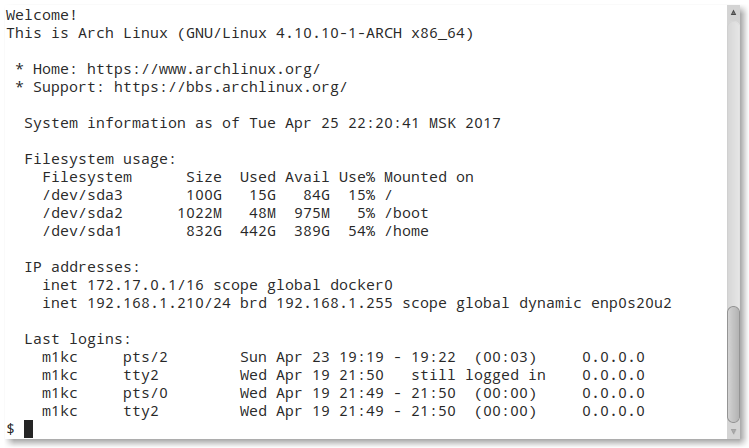 Welcome!
This is Arch Linux (GNU/Linux 4.10.10-1-ARCH x86_64)
* Home: https://www.archlinux.org/
* Support: https://bbs.archlinux.org/
System information as of Tue Apr 25 22:20:41 MSK 2017
Filesystem usage:
Filesystem Size Used Avail Use% Mounted on
/dev/sda3 100G 15G 84G 15% /
/dev/sda2 1022M 48M 975M 5% /boot
/dev/sda1 832G 442G 389G 54% /home
IP addresses:
inet 172.17.0.1/16 scope global docker0
inet 192.168.1.210/24 brd 192.168.1.255 scope global dynamic enp0s20u2
Last logins:
m1kc pts/2 Sun Apr 23 19:19 - 19:22 (00:03) 0.0.0.0
m1kc tty2 Wed Apr 19 21:50 still logged in 0.0.0.0
m1kc pts/0 Wed Apr 19 21:49 - 21:50 (00:00) 0.0.0.0
m1kc tty2 Wed Apr 19 21:49 - 21:50 (00:00) 0.0.0.0
$